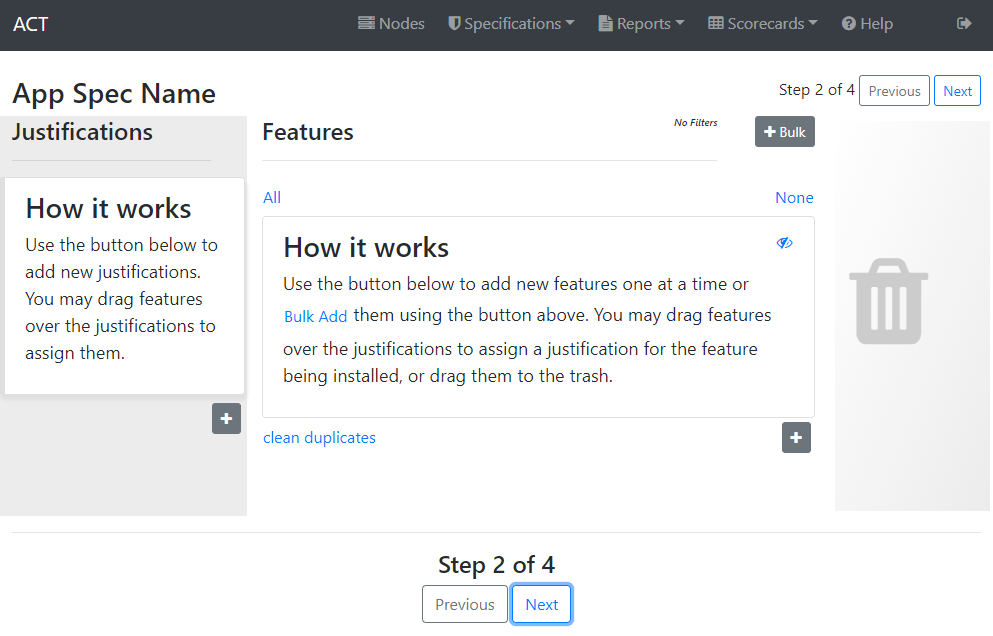 ACT
Nodes
Specifications
Reports
Scorecards
Help
App Spec Name
Step 2 of 4
Previous
Next
Justifications
How it works
Use the button below to
add new justifications.
You may drag features
over the justifications to
assign them.
+
Features
No Filters
+ Bulk
All
None
How it works
Use the button below to add new features one at a time or
Bulk Add them using the button above. You may drag features
over the justifications to assign a justification for the feature
being installed, or drag them to the trash.
clean duplicates
+
Step 2 of 4
Previous
Next